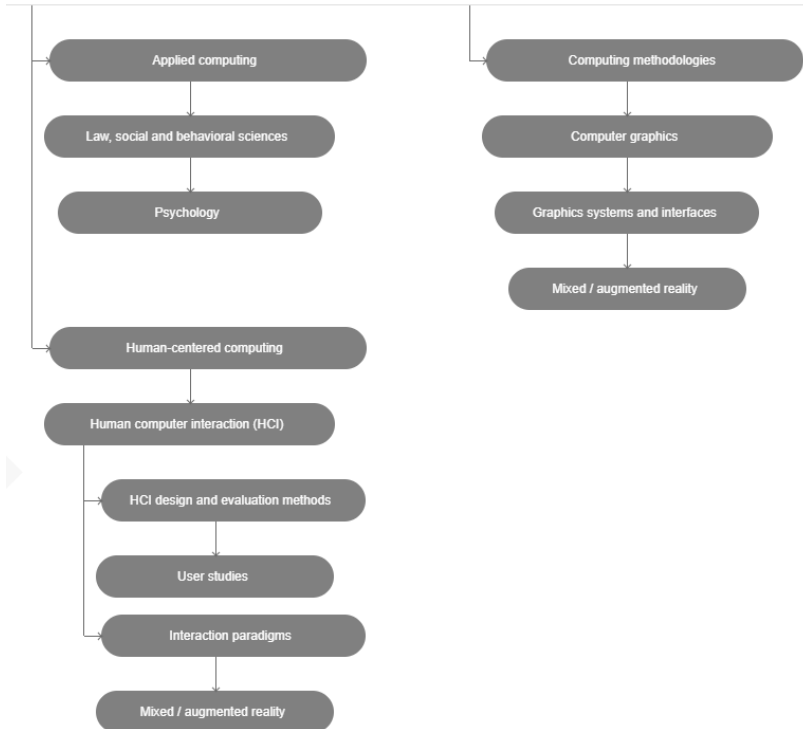 Applied computing
Law, social and behavioral sciences
Psychology
Human-centered computing
Human computer interaction (HCI)
HCI design and evaluation methods
User studies
Interaction paradigms
Mixed / augmented reality
Computing methodologies
Computer graphics
Graphics systems and interfaces
Mixed / augmented reality